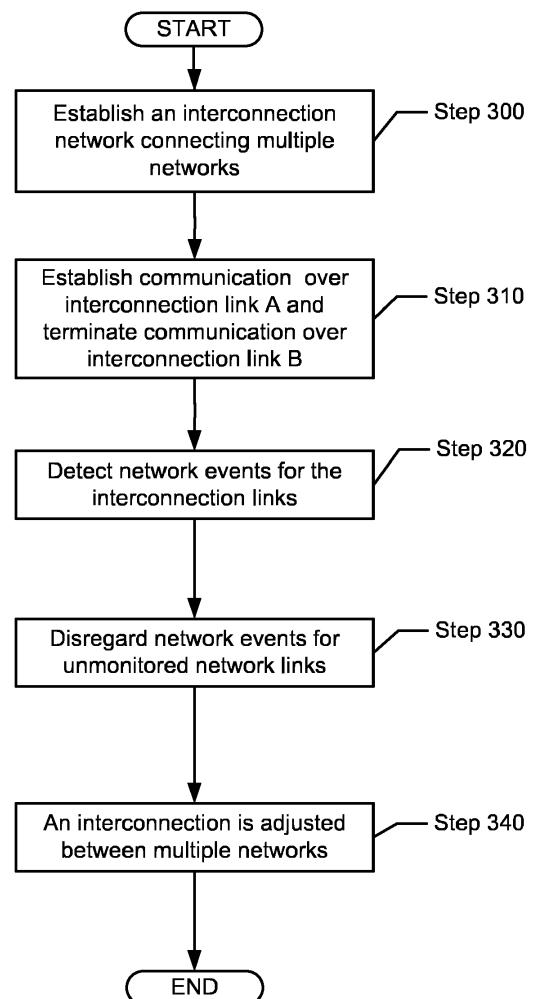 START
Establish an interconnection
network connecting multiple
networks
Step 300
Establish communication over
interconnection link A and
terminate communication over
interconnection link B
Step 310
Detect network events for the
interconnection links
Step 320
Disregard network events for
unmonitored network links
Step 330
An interconnection is adjusted
between multiple networks
Step 340
END